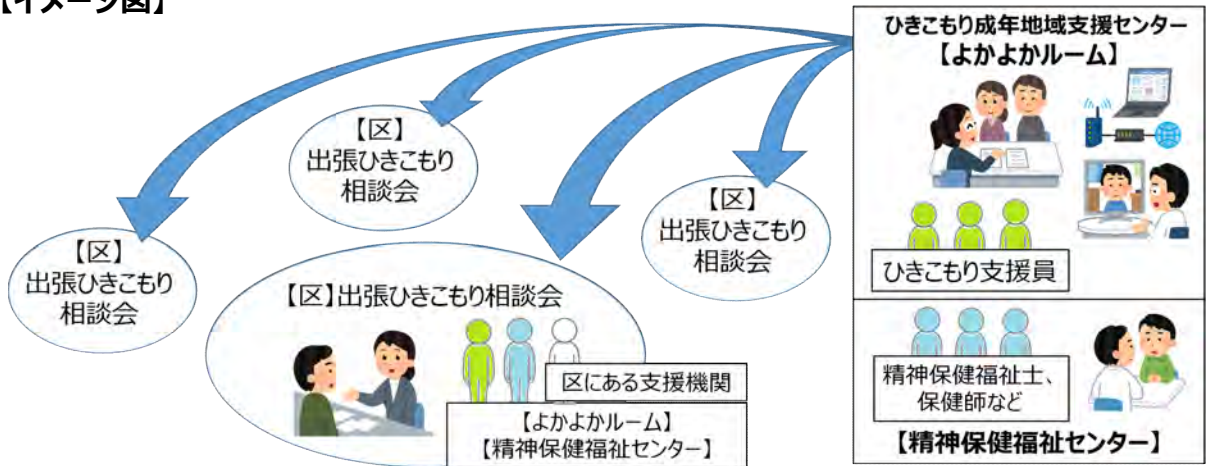 【イメージ図】
ひきこもり成年地域支援センター
【よかよかルーム】
【区】
出張ひきこもり
相談会
【区】
出張ひきこもり
相談会
【区】
出張ひきこもり
相談会
【区】出張ひきこもり相談会
区にある支援機関
【よかよかルーム】
【精神保健福祉センター】
ひきこもり支援員
精神保健福祉士、
保健師など
【精神保健福祉センター】